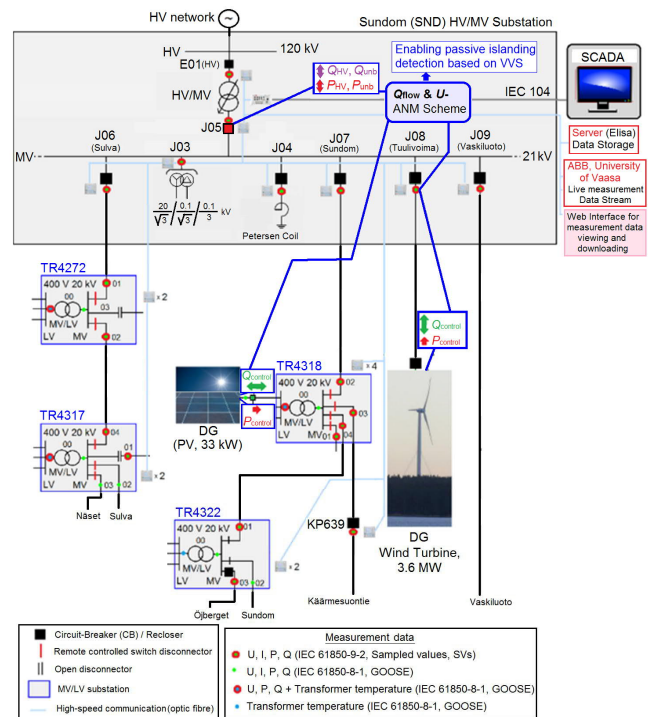 HV network
Sundom (SND) HV/MV Substation
HV
120 kV
E01(HV)
Enabling passive islanding
detection based on VVS
SCADA
QHV, Qunb
PHV, Punb
HV/MV
Qflow & U-
ANM Scheme
IEC 104
J05
J06
(Sulva)
J03
J04
J07
(Sundom)
J08
(Tuulivoima)
J09
(Vaskiluoto)
MV
21kV
Server (Elisa)
Data Storage
ABB, University
of Vaasa
Live measurement
Data Stream
Web Interface for
measurement data
viewing and
downloading
20/√3 / 0.1/√3 / 0.1/3 kV
Petersen Coil
TR4272
400 V 20 kV
01
00
03
MV/LV
LV MV
02
x 2
Qcontrol
Pcontrol
TR4318
400 V 20 kV
02
00
03
MV/LV
04
LV MV 01
x 4
Qcontrol
Pcontrol
DG
(PV, 33 kW)
TR4317
400 V 20 kV
04
00
01
MV/LV
LV MV 03 02
x 2
Näset Sulva
TR4322
400 V 20 kV
01
00
MV/LV
LV MV 03 02
x 2
KP639
DG
Wind Turbine,
3.6 MW
Öjberget Sundom
Käärmesuontie
Vaskiluoto
Circuit-Breaker (CB) / Recloser
Remote controlled switch disconnector
Open disconnector
MV/LV substation
High-speed communication(optic fibre)
Measurement data
U, I, P, Q (IEC 61850-9-2, Sampled values, SVs)
U, I, P, Q (IEC 61850-8-1, GOOSE)
U, P, Q + Transformer temperature (IEC 61850-8-1, GOOSE)
Transformer temperature (IEC 61850-8-1, GOOSE)